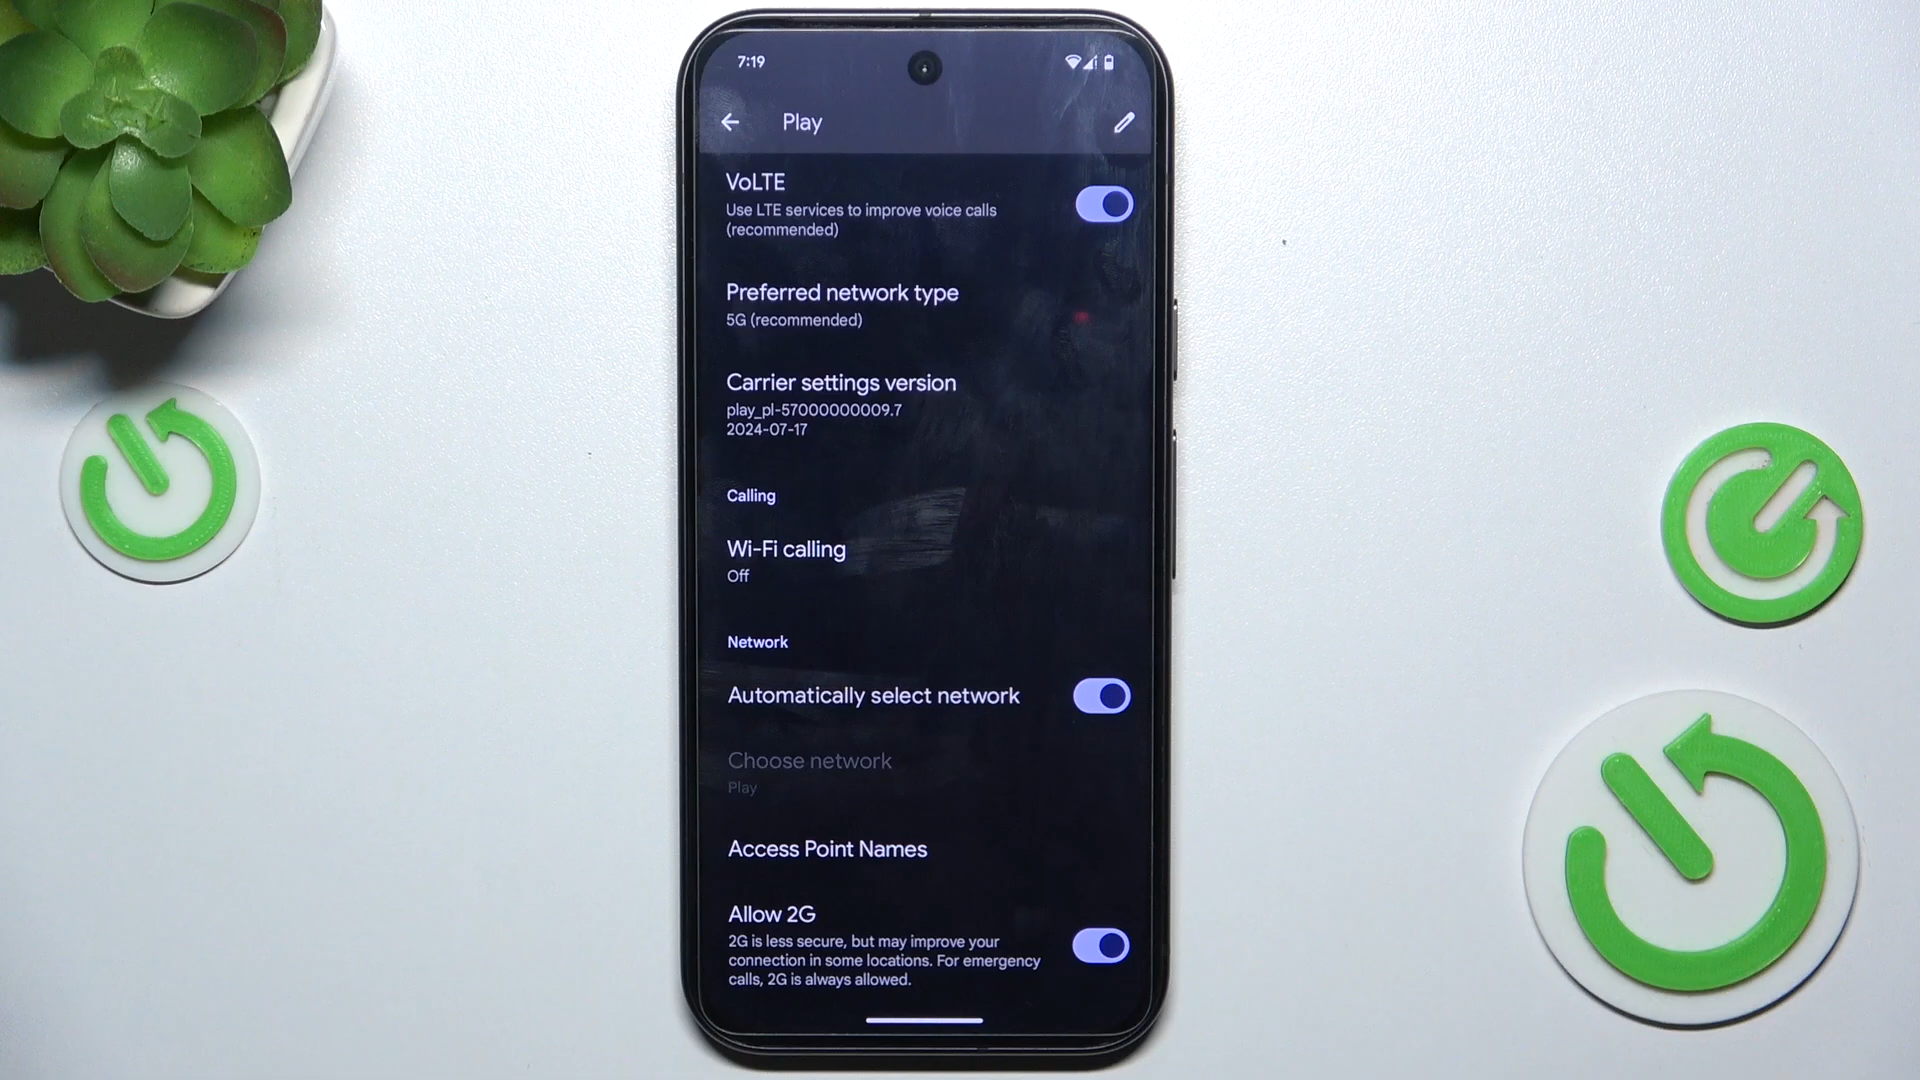 7:19
Play
VoLTE
Use LTE services to improve voice calls
(recommended)
Preferred network type
5G (recommended)
Carrier settings version
play_pl-57000000009.7
2024-07-17
Calling
Wi-Fi calling
Off
Network
Automatically select network
Choose network
Play
Access Point Names
Allow 2G
2G is less secure, but may improve your
connection in some locations. For emergency
calls, 2G is always allowed.